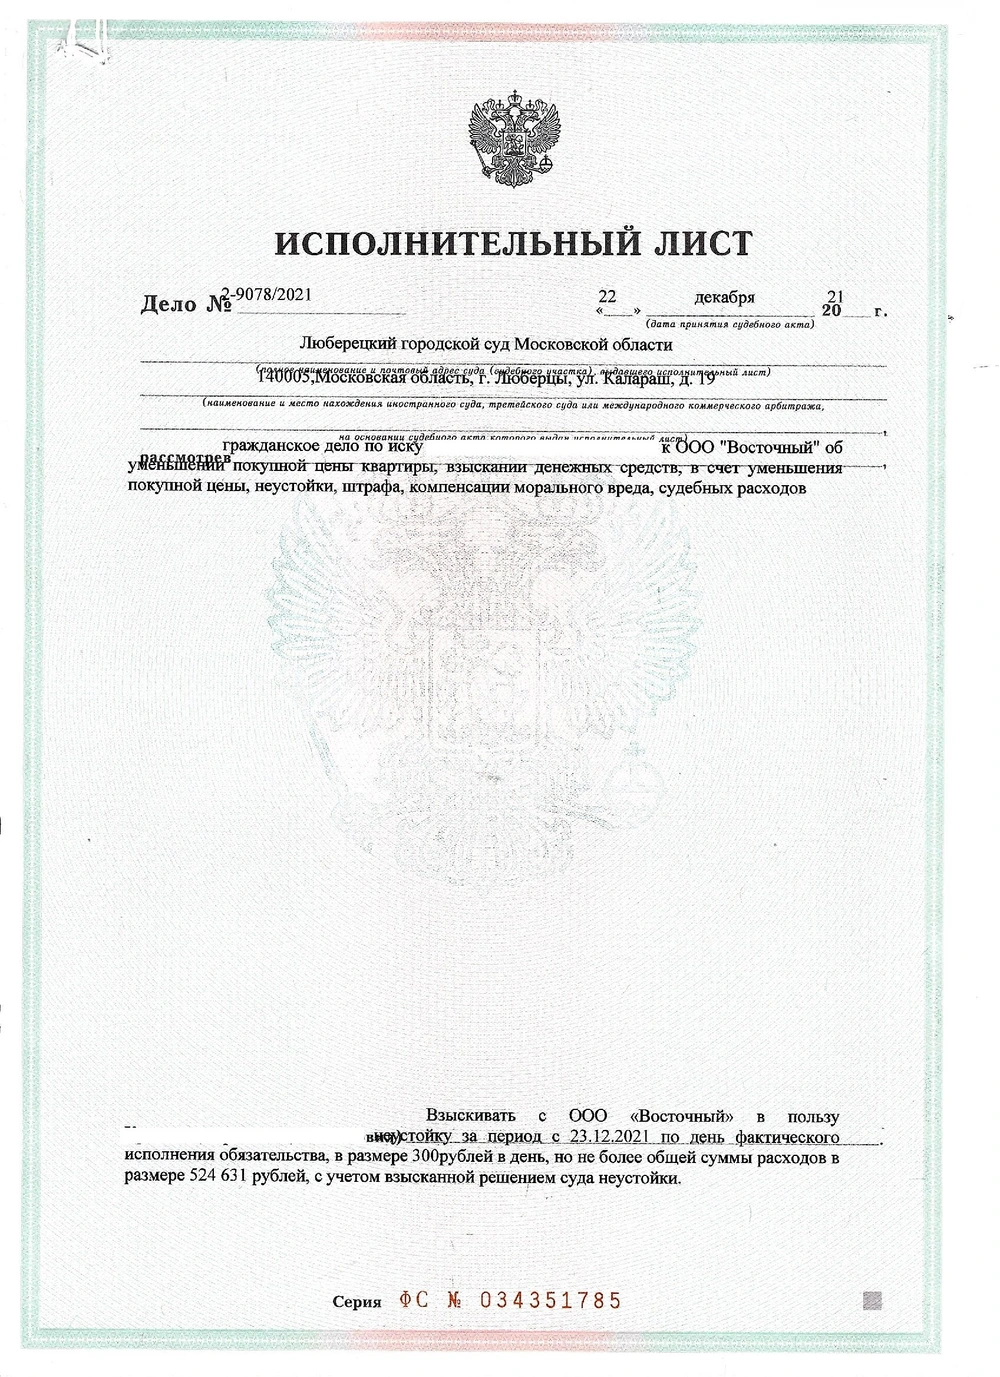 ИСПОЛНИТЕЛЬНЫЙ ЛИСТ
Дело № 2-9078/2021 «22» декабря 2021 г.
(дата принятия судебного акта)
Люберецкий городской суд Московской области
(полное наименование и почтовый адрес суда (судебного участка), выдавшего исполнительный лист)
140005,Московская область, г. Люберцы, ул. Калараш, д. 19
(наименование и место нахождения иностранного суда, третейского суда или международного коммерческого арбитража,
на основании судебного акта которого выдан исполнительный лист)
рассмотрев гражданское дело по иску к ООО "Восточный" об
уменьшении покупной цены квартиры, взыскании денежных средств, в счет уменьшения
покупной цены, неустойки, штрафа, компенсации морального вреда, судебных расходов
Взыскивать с ООО «Восточный» в пользу
неустойку за период с 23.12.2021 по день фактического
исполнения обязательства, в размере 300рублей в день, но не более общей суммы расходов в
размере 524 631 рублей, с учетом взысканной решением суда неустойки.
Серия ФС № 034351785